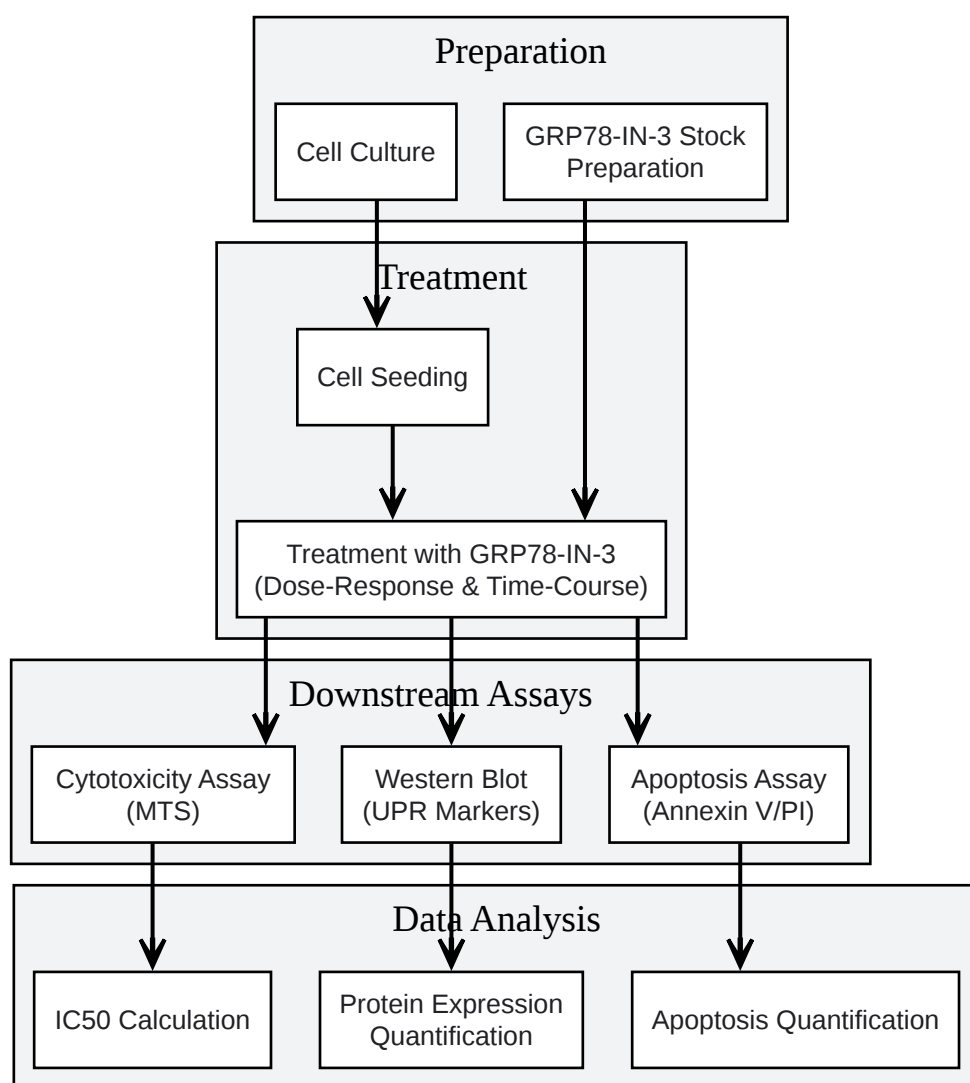 Preparation
Cell Culture
GRP78-IN-3 Stock
Preparation
Treatment
Cell Seeding
Treatment with GRP78-IN-3
(Dose-Response & Time-Course)
Downstream Assays
Cytotoxicity Assay
(MTS)
Western Blot
(UPR Markers)
Apoptosis Assay
(Annexin V/PI)
Data Analysis
IC50 Calculation
Protein Expression
Quantification
Apoptosis Quantification